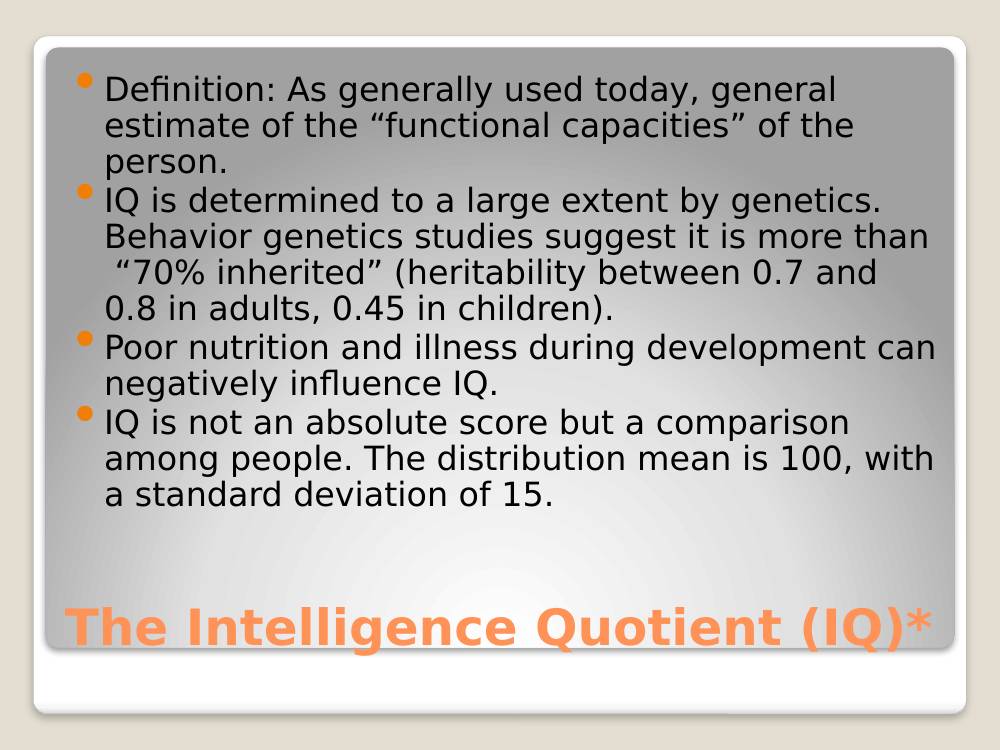 • Definition: As generally used today, general
estimate of the “functional capacities” of the
person.
• IQ is determined to a large extent by genetics.
Behavior genetics studies suggest it is more than
“70% inherited” (heritability between 0.7 and
0.8 in adults, 0.45 in children).
• Poor nutrition and illness during development can
negatively influence IQ.
• IQ is not an absolute score but a comparison
among people. The distribution mean is 100, with
a standard deviation of 15.
The Intelligence Quotient (IQ)*